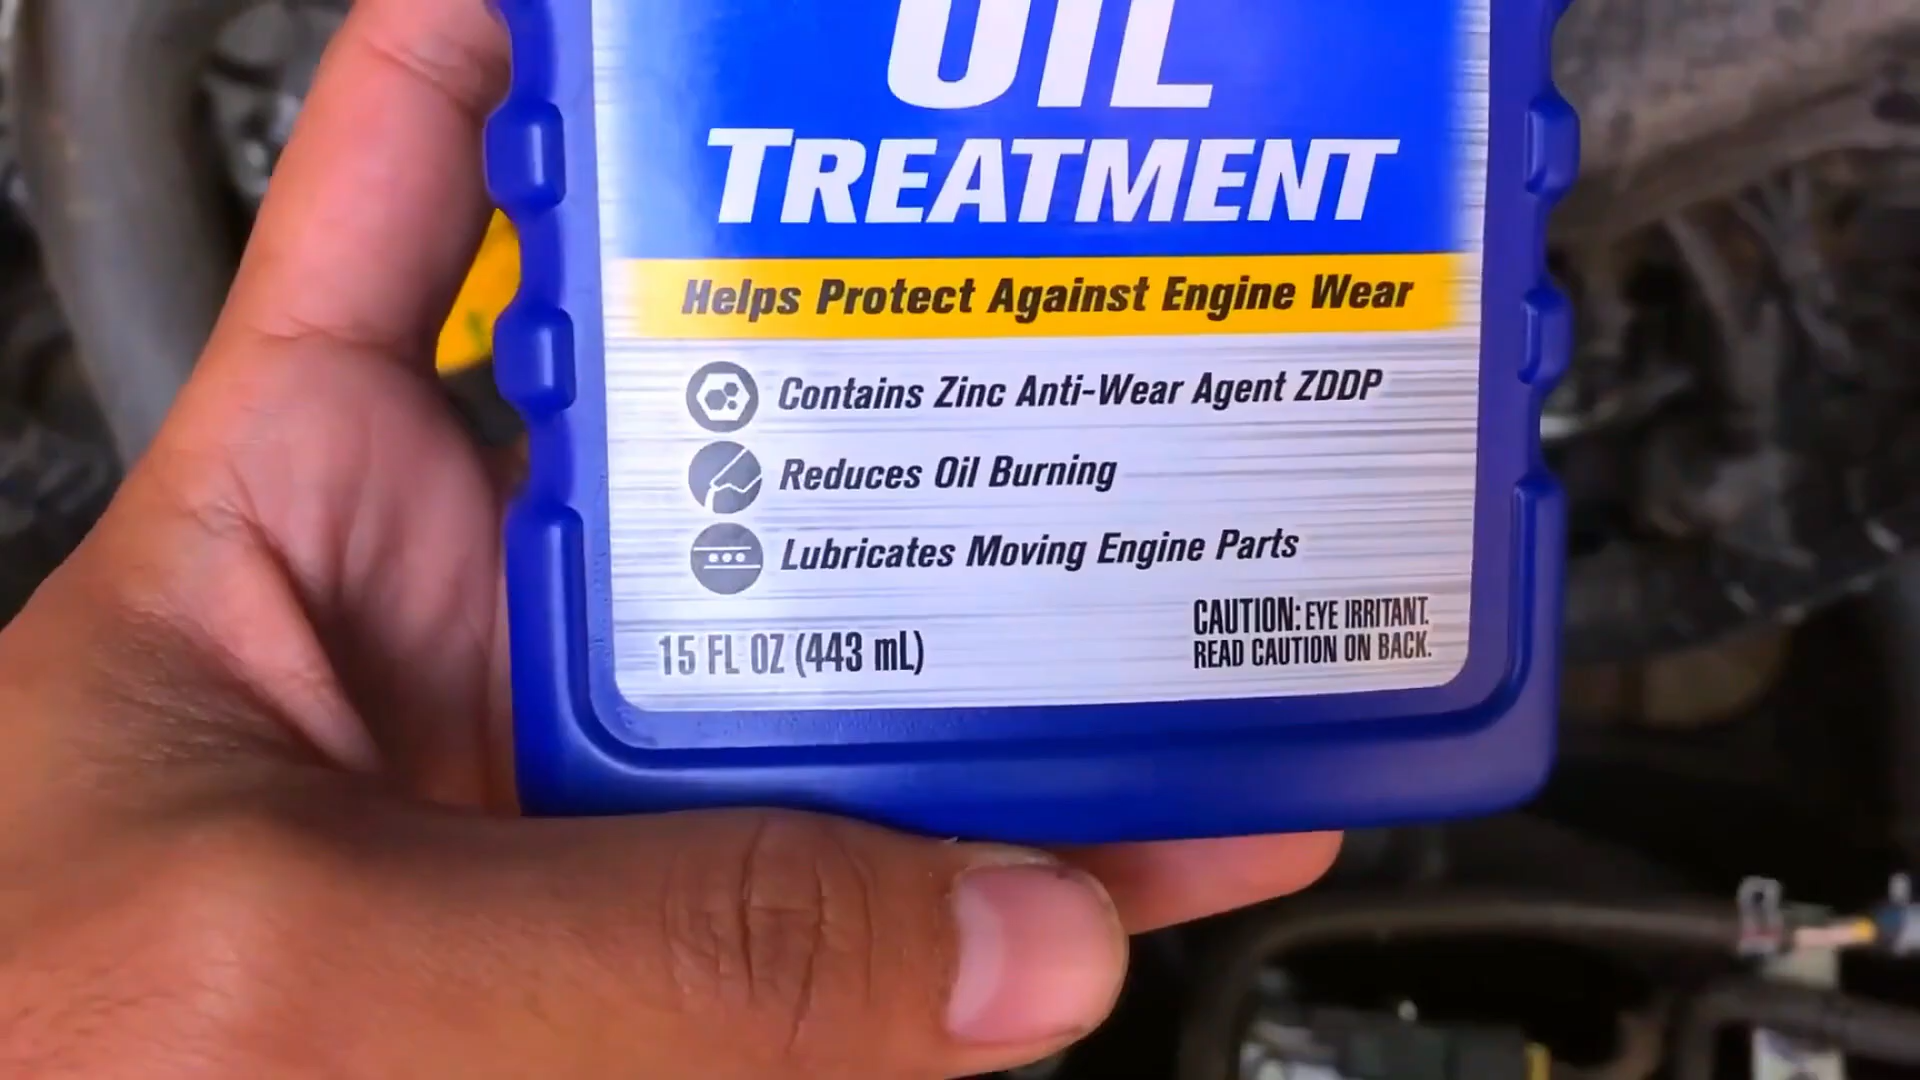 OIL
TREATMENT
Helps Protect Against Engine Wear
Contains Zinc Anti-Wear Agent ZDDP
Reduces Oil Burning
Lubricates Moving Engine Parts
15 FL OZ (443 mL)
CAUTION: EYE IRRITANT.
READ CAUTION ON BACK.